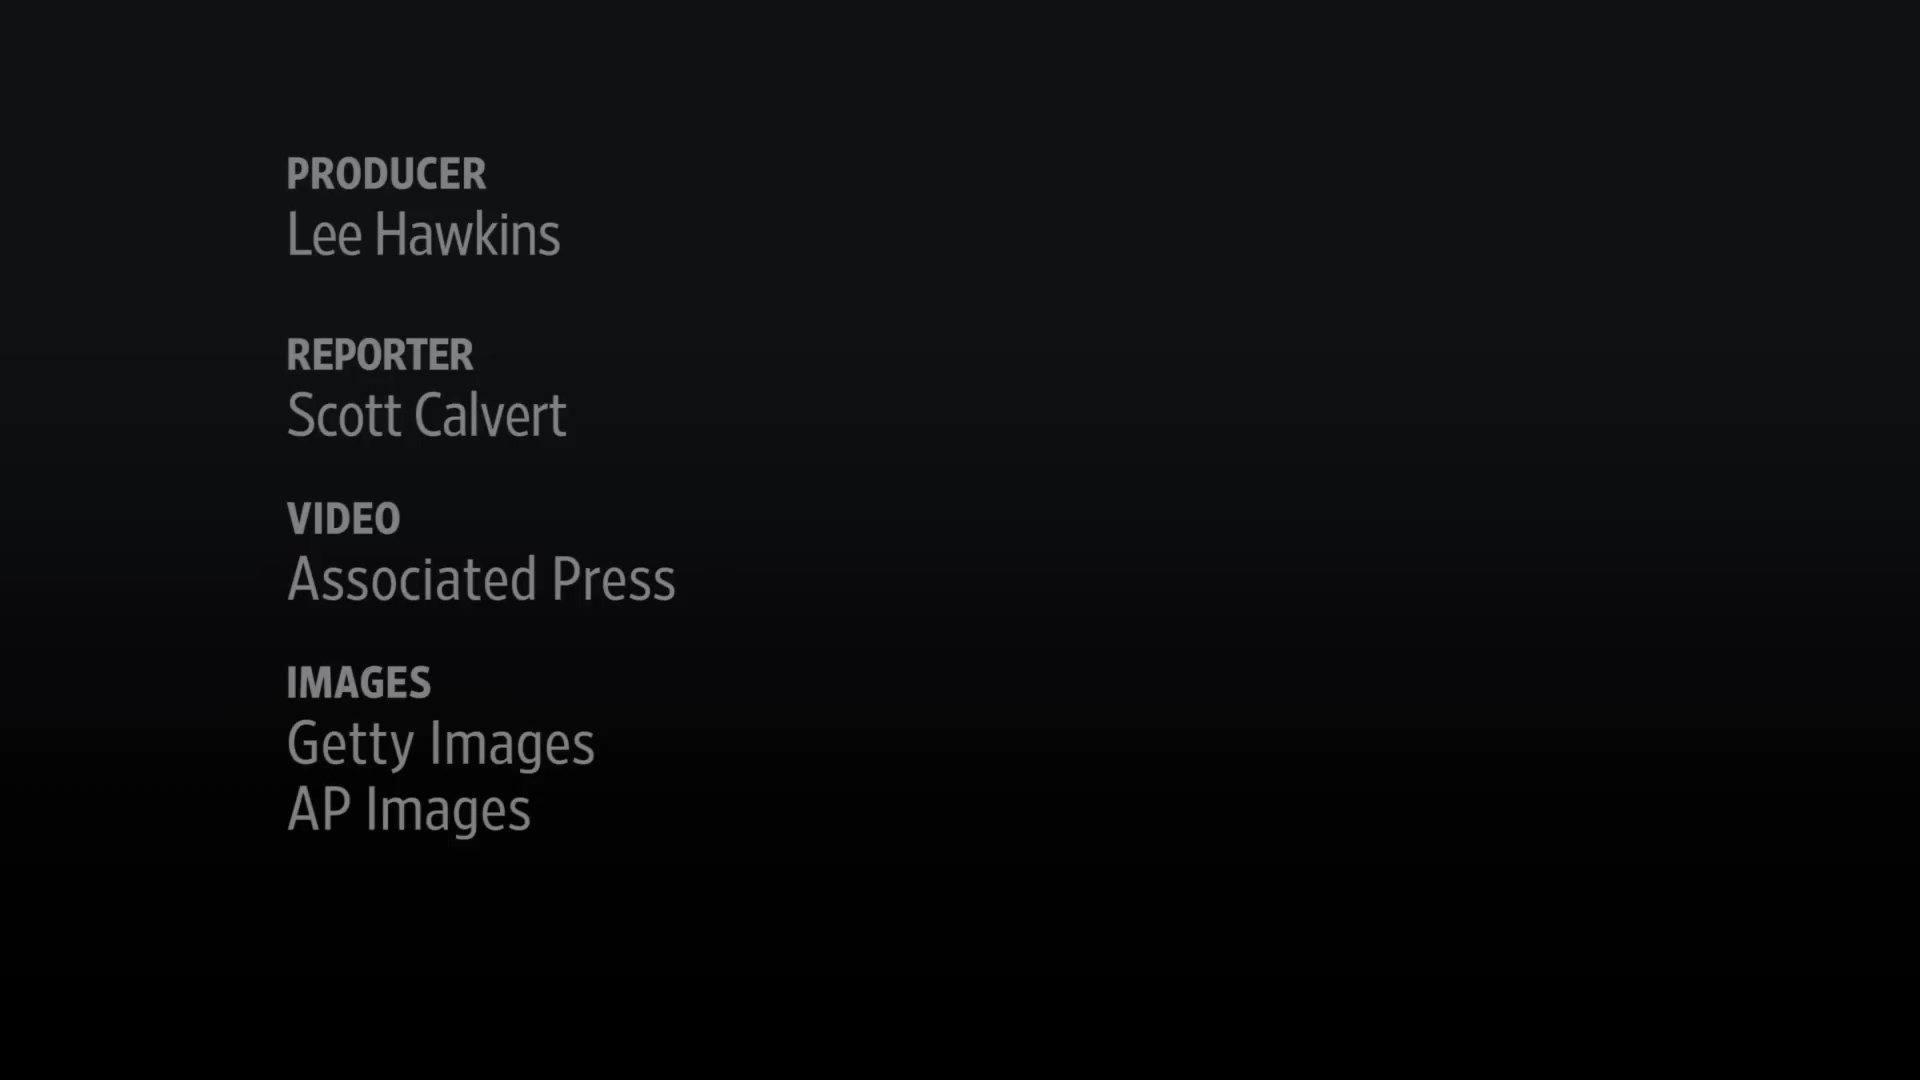 PRODUCER
Lee Hawkins
REPORTER
Scott Calvert
VIDEO
Associated Press
IMAGES
Getty Images
AP Images